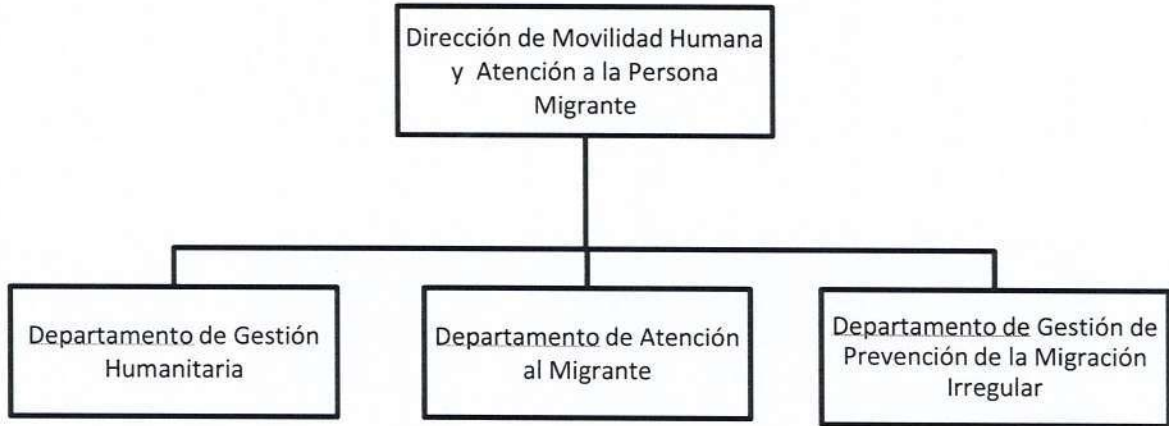 Dirección de Movilidad Humana
y Atención a la Persona
Migrante
Departamento de Gestión
Humanitaria
Departamento de Atención
al Migrante
Departamento de Gestión de
Prevención de la Migración
Irregular